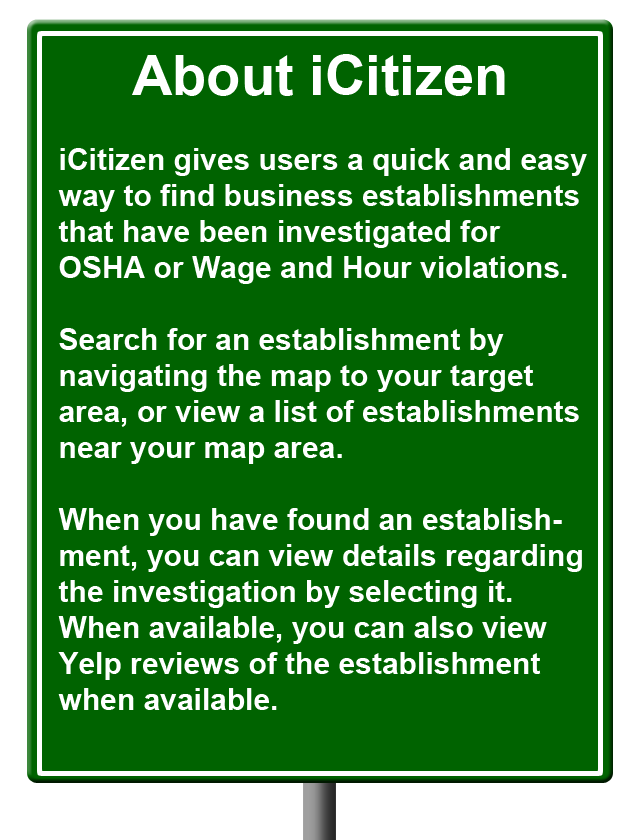 About iCitizen
iCitizen gives users a quick and easy
way to find business establishments
that have been investigated for
OSHA or Wage and Hour violations.
Search for an establishment by
navigating the map to your target
area, or view a list of establishments
near your map area.
When you have found an establish-
ment, you can view details regarding
the investigation by selecting it.
When available, you can also view
Yelp reviews of the establishment
when available.